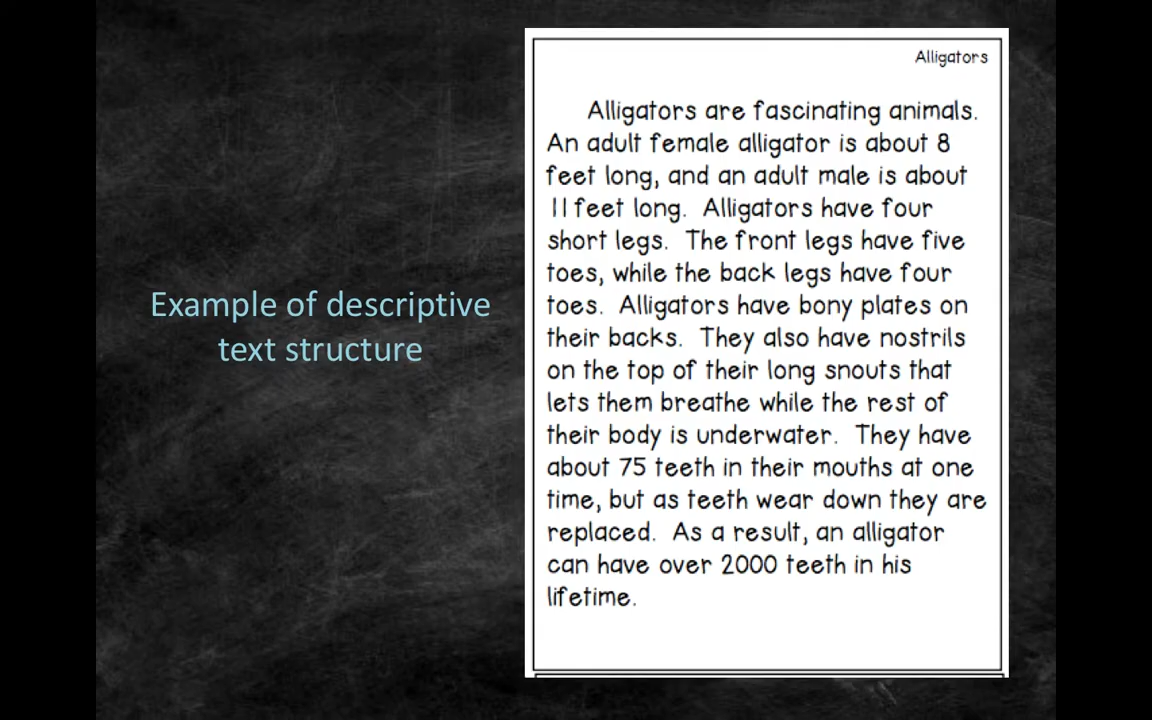 Example of descriptive
text structure
Alligators
Alligators are fascinating animals.
An adult female alligator is about 8
feet long, and an adult male is about
11 feet long. Alligators have four
short legs. The front legs have five
toes, while the back legs have four
toes. Alligators have bony plates on
their backs. They also have nostrils
on the top of their long snouts that
lets them breathe while the rest of
their body is underwater. They have
about 75 teeth in their mouths at one
time, but as teeth wear down they are
replaced. As a result, an alligator
can have over 2000 teeth in his
lifetime.